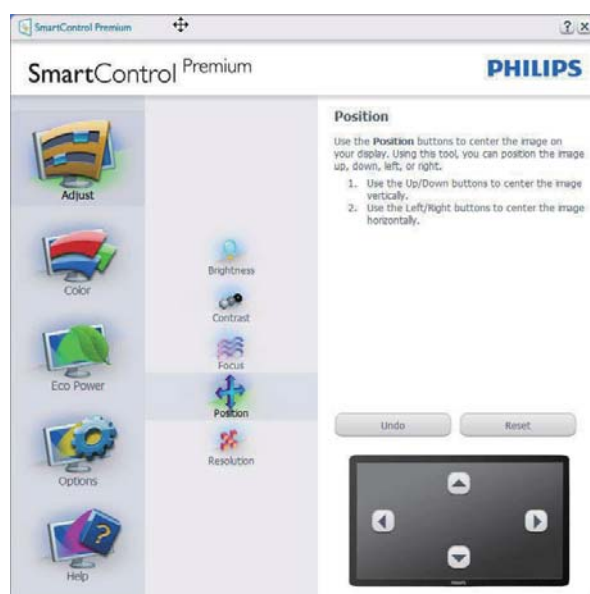 SmartControl Premium
? x
SmartControl Premium
PHILIPS
Adjust
Color
Eco Power
Options
Help
Brightness
Contrast
Focus
Position
Resolution
Position
Use the Position buttons to center the image on
your display. Using this tool, you can position the image
up, down, left, or right.
1. Use the Up/Down buttons to center the image
vertically.
2. Use the Left/Right buttons to center the image
horizontally.
Undo
Reset
PHILIPS